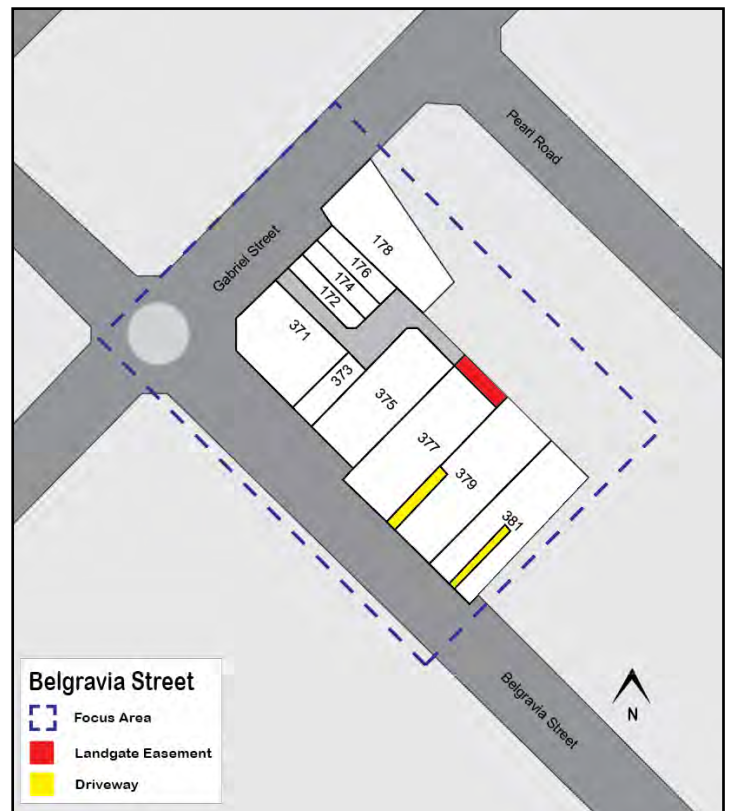 Pearl Road
Gabriel Street
178
176
174
172
371
373
375
377
379
381
Belgravia Street
N
Belgravia Street
Focus Area
Landgate Easement
Driveway